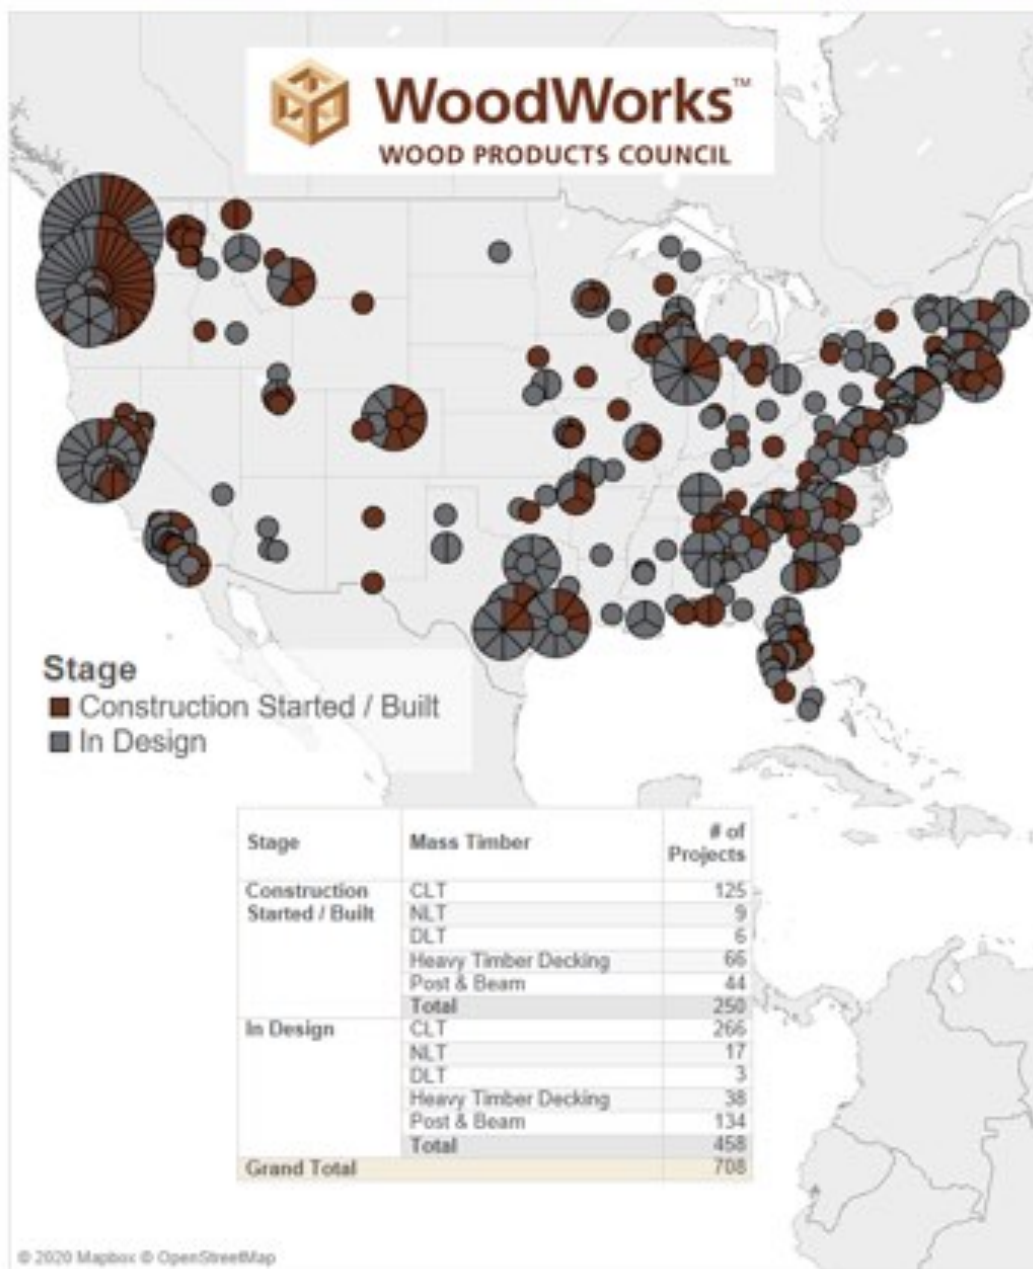 WoodWorks™
WOOD PRODUCTS COUNCIL
Stage
Construction Started / Built
In Design
Stage Mass Timber # of Projects
Construction Started / Built CLT 125
NLT 9
DLT 6
Heavy Timber Decking 66
Post & Beam 44
Total 250
In Design CLT 266
NLT 17
DLT 3
Heavy Timber Decking 38
Post & Beam 134
Total 458
Grand Total 708
© 2020 Mapbox © OpenStreetMap